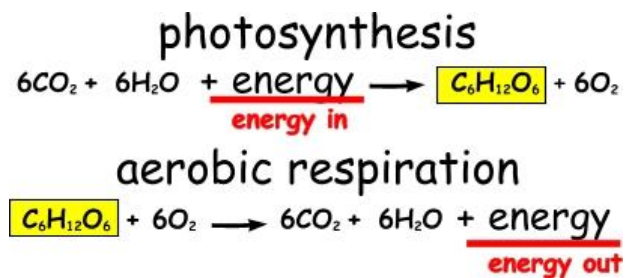 photosynthesis
6CO₂ + 6H₂O + energy → C₆H₁₂O₆ + 6O₂
energy in
aerobic respiration
C₆H₁₂O₆ + 6O₂ → 6CO₂ + 6H₂O + energy
energy out